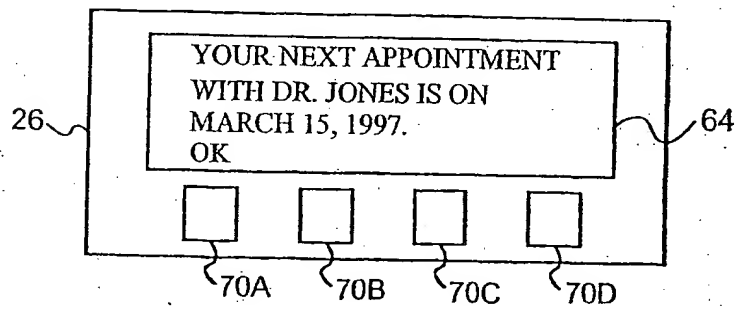 YOUR NEXT APPOINTMENT
WITH DR. JONES IS ON
MARCH 15, 1997.
OK
26
64
70A 70B 70C 70D